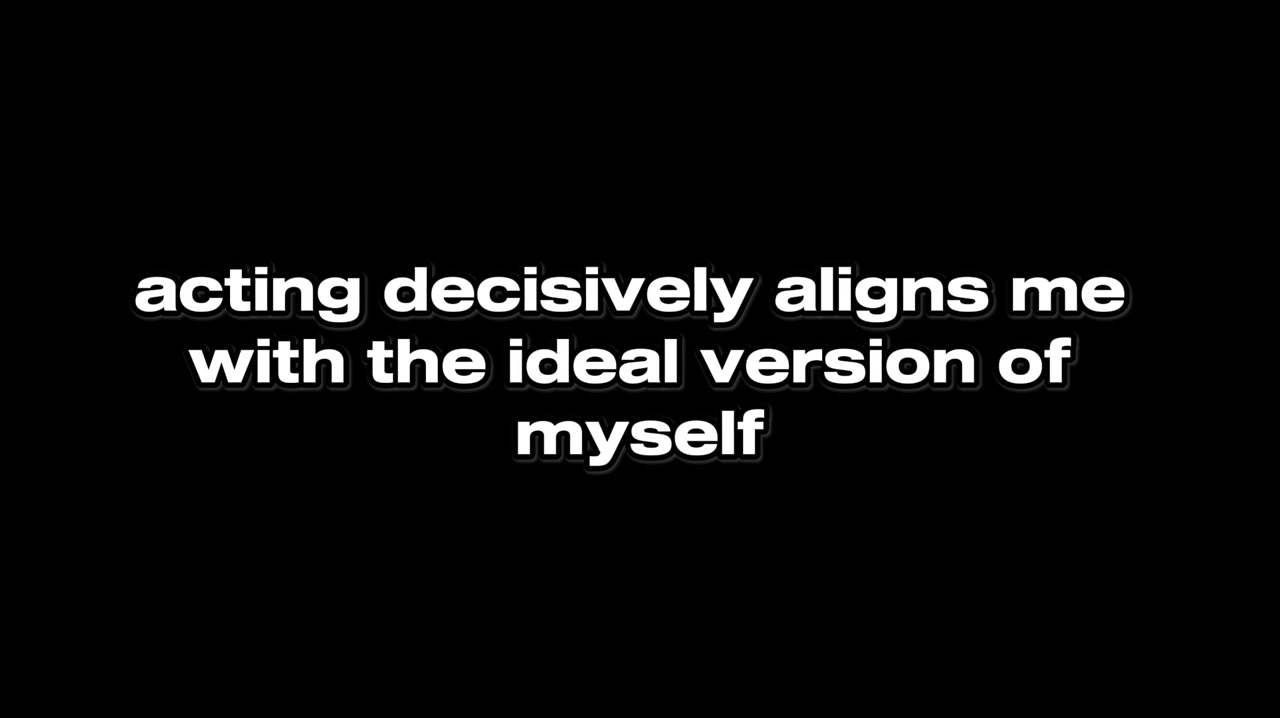 acting decisively aligns me
with the ideal version of
myself